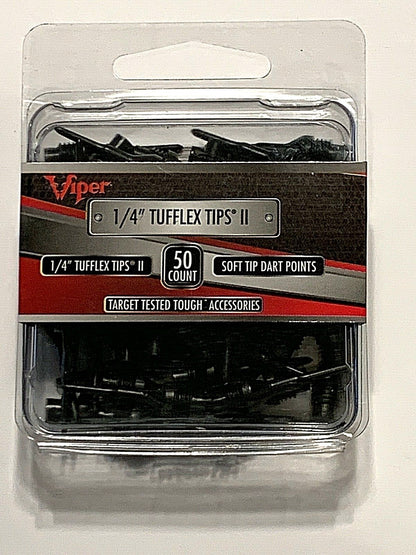 Viper
1/4" TUFFLEX TIPS® II
1/4" TUFFLEX TIPS® II
50
COUNT
SOFT TIP DART POINTS
TARGET TESTED TOUGH™ ACCESSORIES